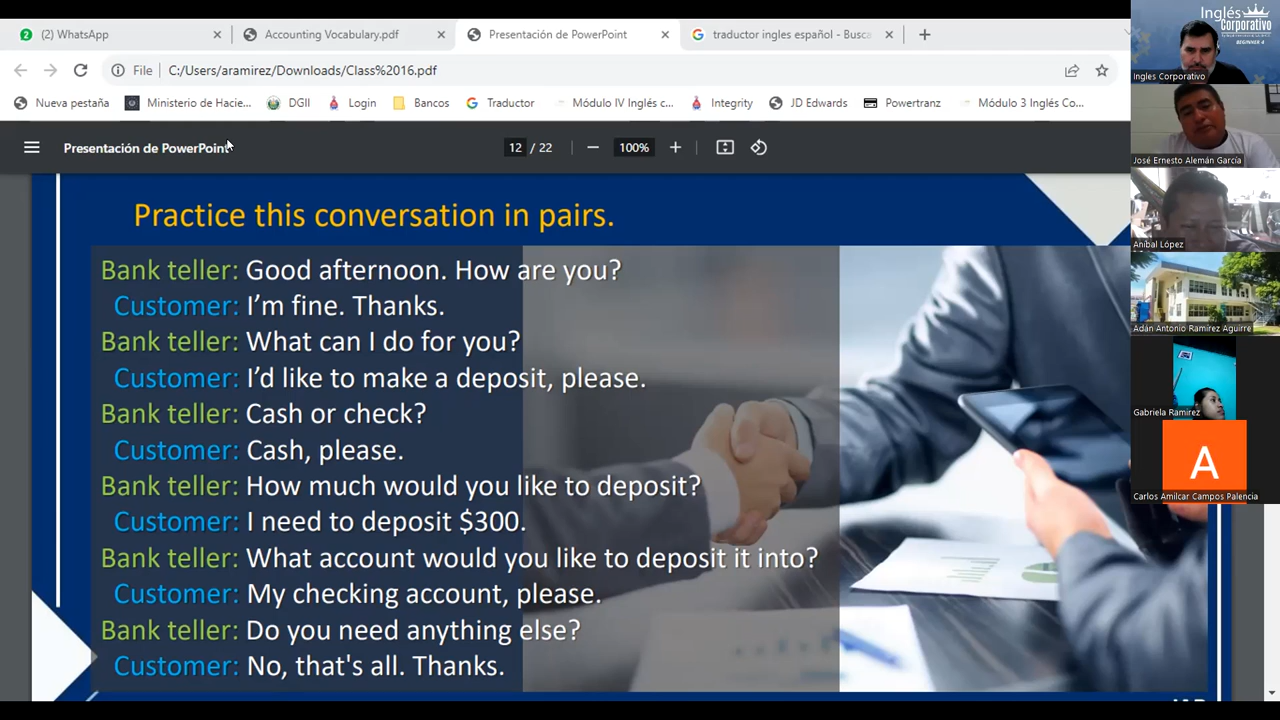 (2) WhatsApp
Accounting Vocabulary.pdf
Presentación de PowerPoint
traductor ingles español - Busca
File
C:/Users/aramirez/Downloads/Class%2016.pdf
Nueva pestaña
Ministerio de Hacie...
DGII
Login
Bancos
Traductor
Módulo IV Inglés c...
Integrity
JD Edwards
Powertranz
Módulo 3 Inglés Co...
Presentación de PowerPoint
12 / 22
100%
Practice this conversation in pairs.
Bank teller: Good afternoon. How are you?
Customer: I’m fine. Thanks.
Bank teller: What can I do for you?
Customer: I’d like to make a deposit, please.
Bank teller: Cash or check?
Customer: Cash, please.
Bank teller: How much would you like to deposit?
Customer: I need to deposit $300.
Bank teller: What account would you like to deposit it into?
Customer: My checking account, please.
Bank teller: Do you need anything else?
Customer: No, that's all. Thanks.
Inglés
Corporativo
BEGINNER 4
Ingles Corporativo
José Ernesto Alemán García
Aníbal López
Adán Antonio Ramírez Aguirre
Gabriela Ramirez
A
Carlos Amilcar Campos Palencia